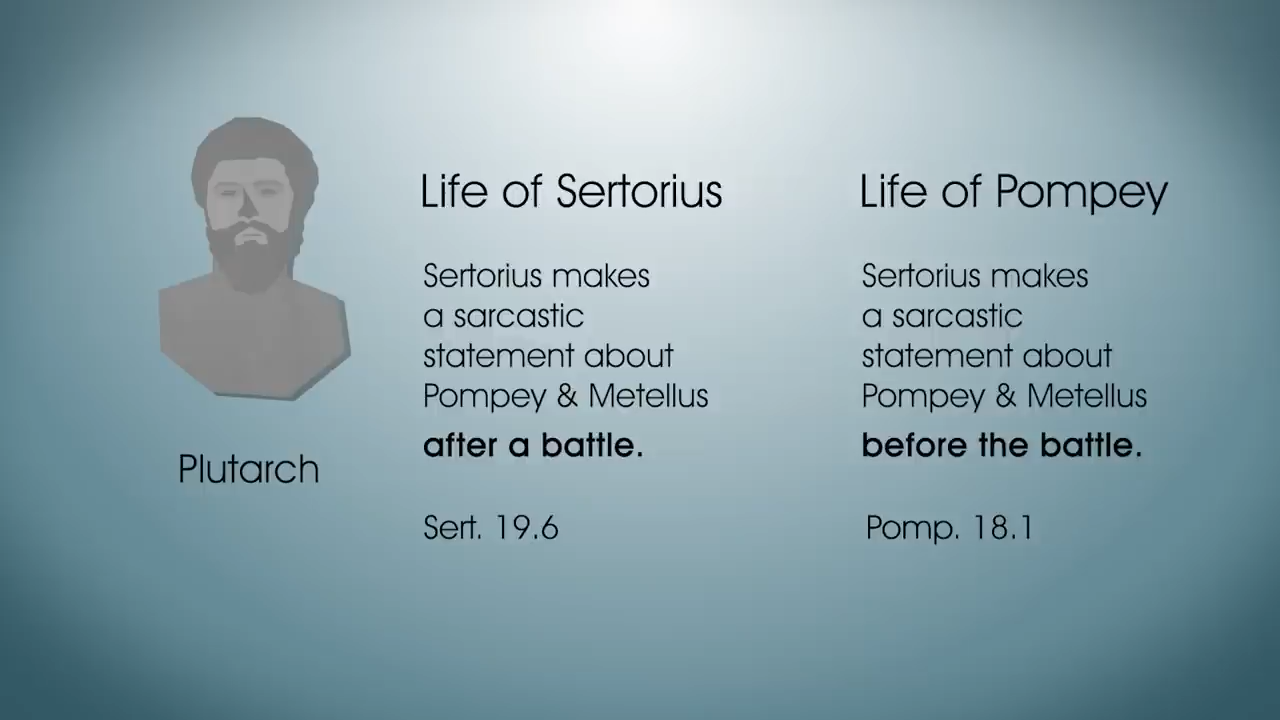 Plutarch
Life of Sertorius
Sertorius makes
a sarcastic
statement about
Pompey & Metellus
after a battle.
Sert. 19.6
Life of Pompey
Sertorius makes
a sarcastic
statement about
Pompey & Metellus
before the battle.
Pomp. 18.1